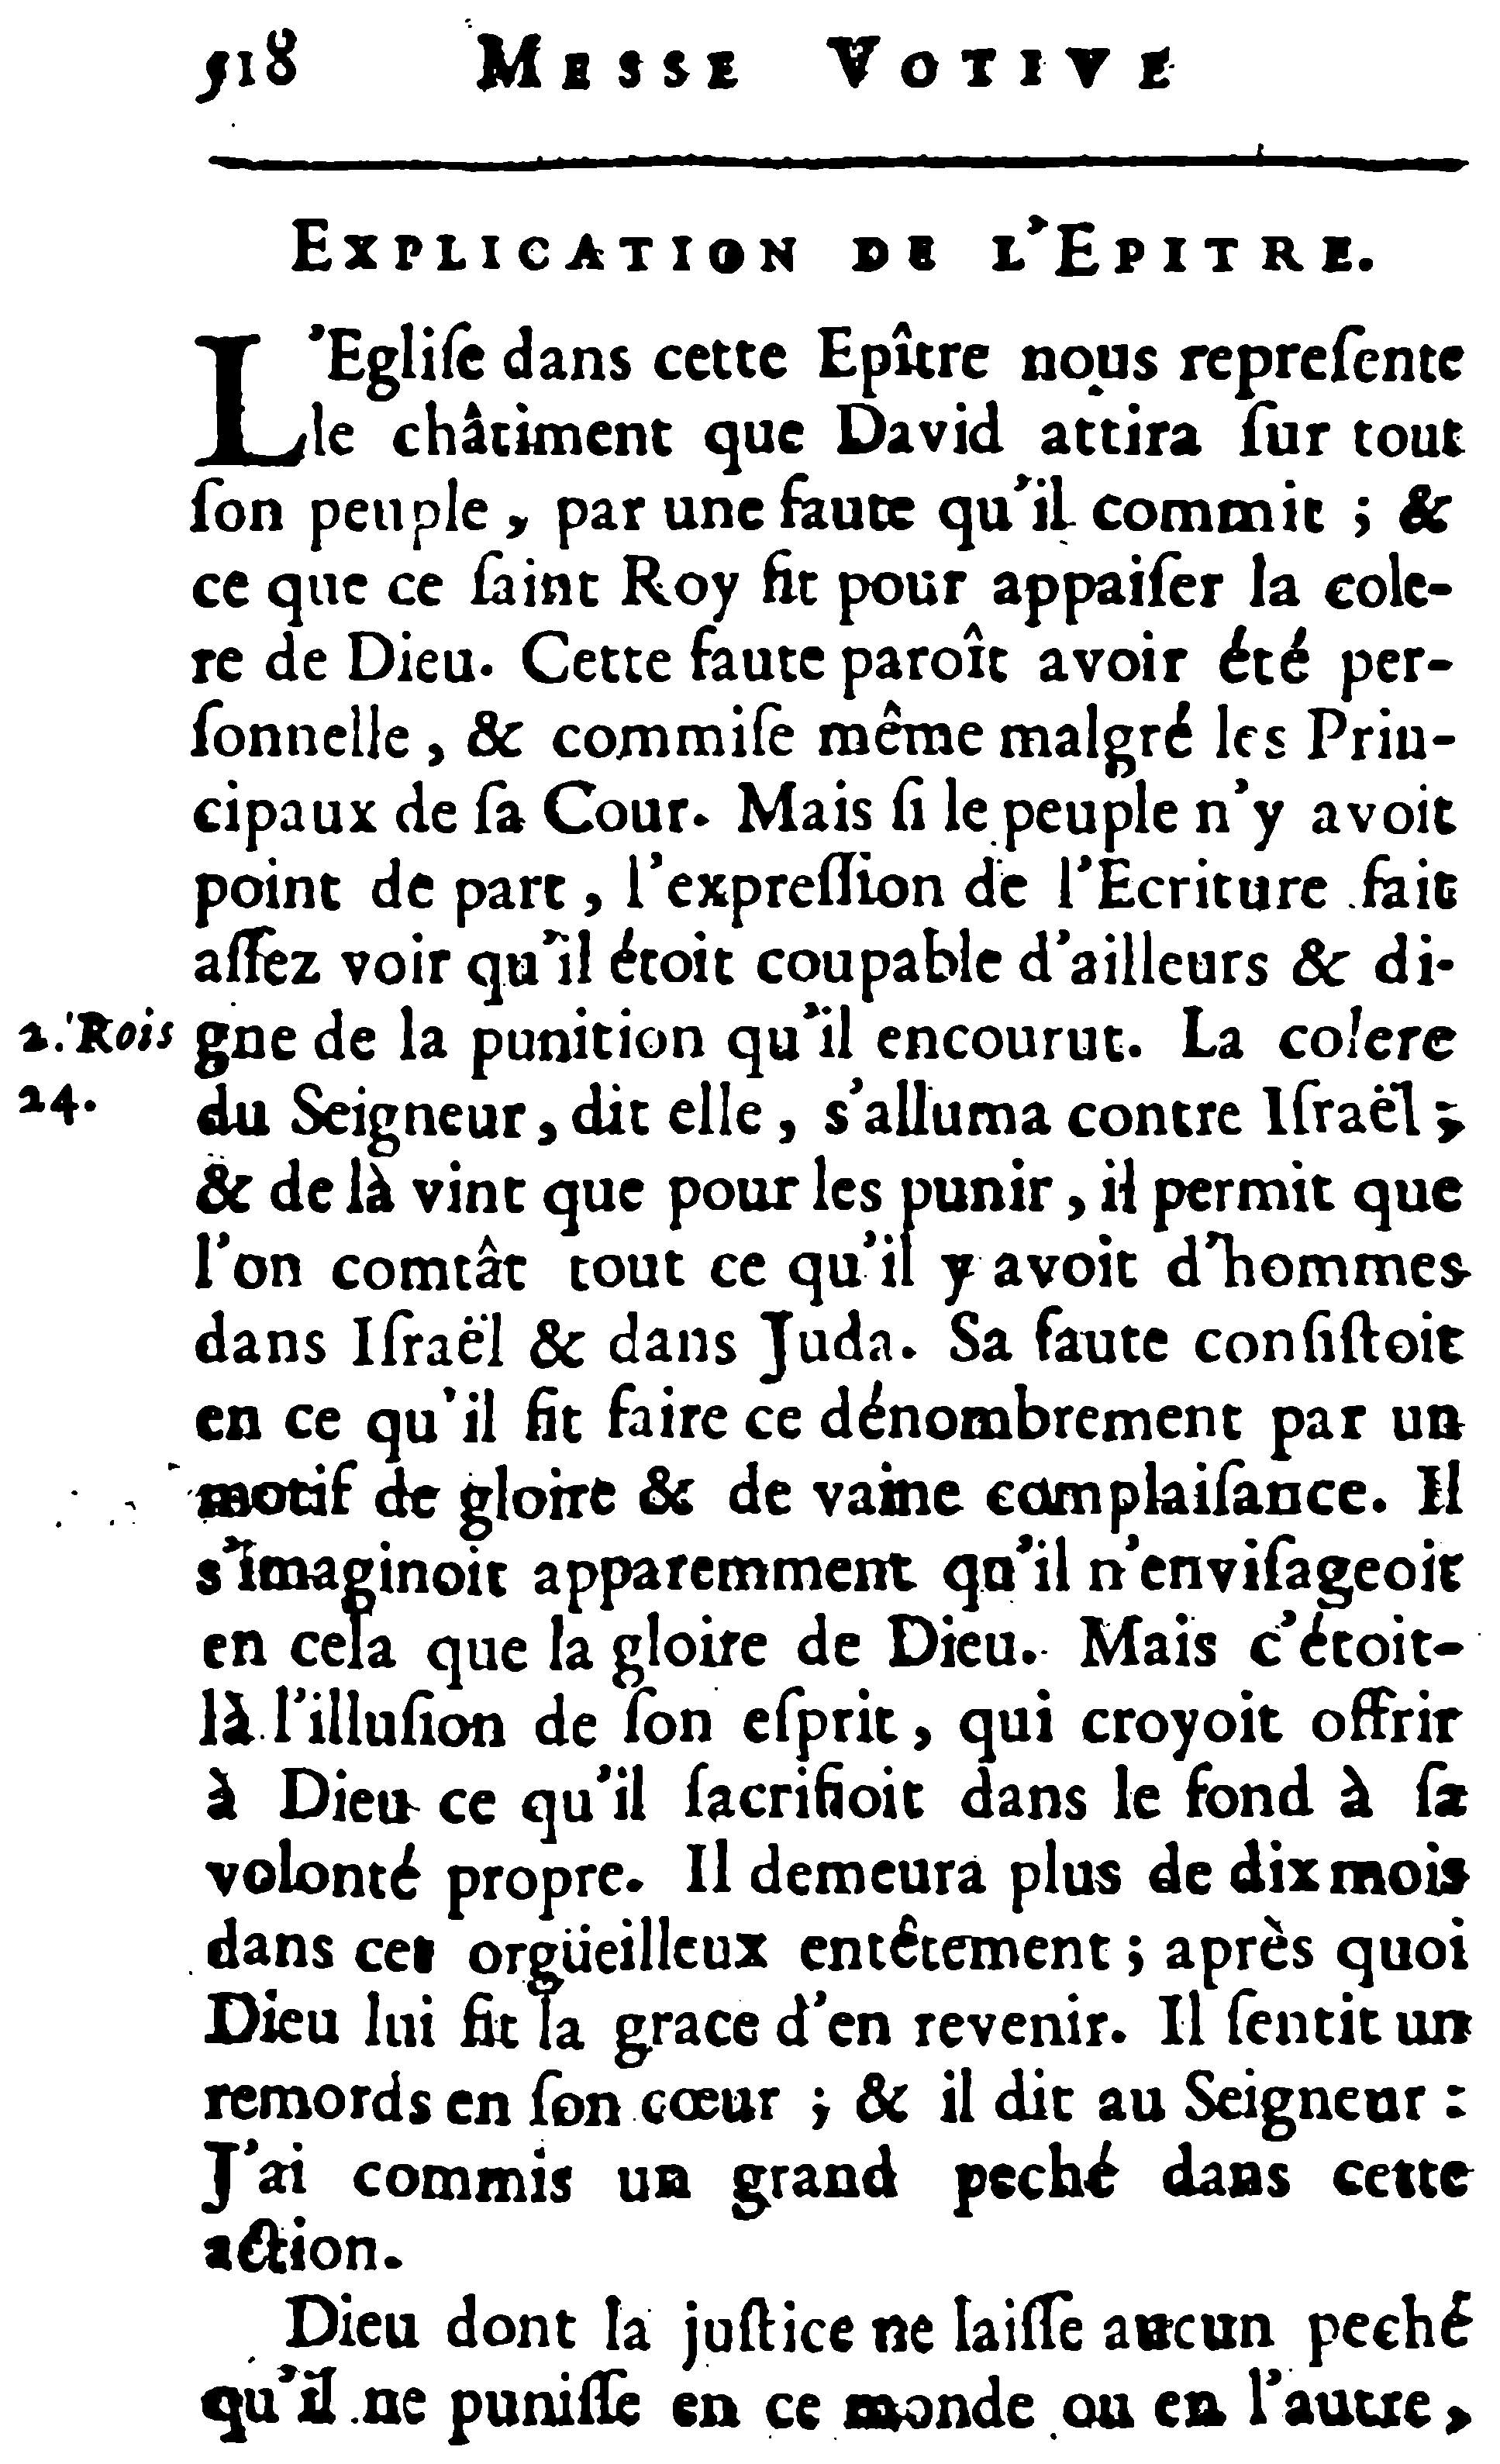 518 MESSE VOTIVE
EXPLICATION DE L'EPITRE.
L'Egliſe dans cette Epître nous repreſente
le châtiment que David attira ſur tout
ſon peuple, par une faute qu'il commit ; &
ce que ce ſaint Roy fit pour appaiſer la cole-
re de Dieu. Cette faute paroît avoir été per-
ſonnelle, & commiſe même malgré les Prin-
cipaux de ſa Cour. Mais ſi le peuple n'y avoit
point de part, l'expreſſion de l'Ecriture fait
aſſez voir qu'il étoit coupable d'ailleurs & di-
2. Rois gne de la punition qu'il encourut. La colere
24. du Seigneur, dit elle, s'alluma contre Iſraël ;
& de là vint que pour les punir, il permit que
l'on comtât tout ce qu'il y avoit d'hommes
dans Iſraël & dans Juda. Sa faute conſiſtoit
en ce qu'il fit faire ce dénombrement par un
motif de gloire & de vaine complaiſance. Il
s'imaginoit apparemment qu'il n'enviſageoit
en cela que la gloire de Dieu. Mais c'étoit-
là l'illuſion de ſon eſprit, qui croyoit offrir
à Dieu ce qu'il ſacrifioit dans le fond à ſa
volonté propre. Il demeura plus de dix mois
dans cet orgüeilleux entêtement ; après quoi
Dieu lui fit la grace d'en revenir. Il ſentit un
remords en ſon cœur ; & il dit au Seigneur :
J'ai commis un grand peché dans cette
action.
Dieu dont la juſtice ne laiſſe aucun peché
qu'il ne puniſſe en ce monde ou en l'autre,